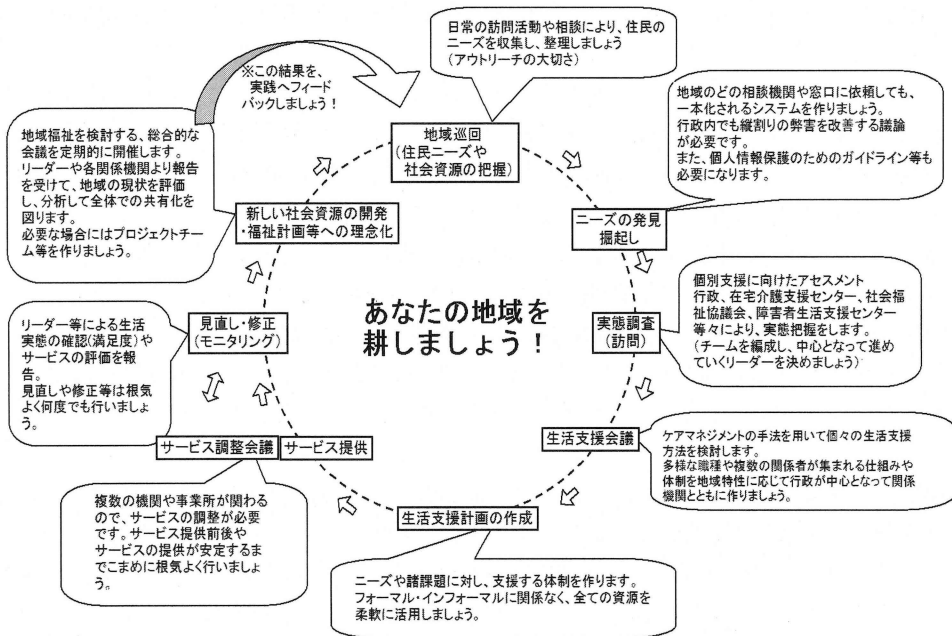 日常の訪問活動や相談により、住民の
ニーズを収集し、整理しましょう
(アウトリーチの大切さ)
※この結果を、
実践へフィード
バックしましょう！
地域巡回
(住民ニーズや
社会資源の把握)
地域のどの相談機関や窓口に依頼しても、
一本化されるシステムを作りましょう。
行政内でも縦割りの弊害を改善する議論
が必要です。
また、個人情報保護のためのガイドライン等も
必要になります。
ニーズの発見
掘起し
個別支援に向けたアセスメント
行政、在宅介護支援センター、社会福
祉協議会、障害者生活支援センター
等々により、実態把握をします。
(チームを編成し、中心となって進め
ていくリーダーを決めましょう)
実態調査
(訪問)
生活支援会議
ケアマネジメントの手法を用いて個々の生活支援
方法を検討します。
多様な職種や複数の関係者が集まれる仕組みや
体制を地域特性に応じて行政が中心となって関係
機関とともに作りましょう。
生活支援計画の作成
ニーズや諸課題に対し、支援する体制を作ります。
フォーマル・インフォーマルに関係なく、全ての資源を
柔軟に活用しましょう。
サービス調整会議
サービス提供
複数の機関や事業所が関わる
ので、サービスの調整が必要
です。サービス提供前後や
サービスの提供が安定するま
でこまめに根気よく行いましょ
う。
見直し・修正
(モニタリング)
リーダー等による生活
実態の確認(満足度)や
サービスの評価を報
告。
見直しや修正等は根気
よく何度でも行いましょ
う。
新しい社会資源の開発
・福祉計画等への理念化
地域福祉を検討する、総合的な
会議を定期的に開催します。
リーダーや各関係機関より報告
を受けて、地域の現状を評価
し、分析して全体での共有化を
図ります。
必要な場合にはプロジェクトチー
ム等を作りましょう。
あなたの地域を
耕しましょう！